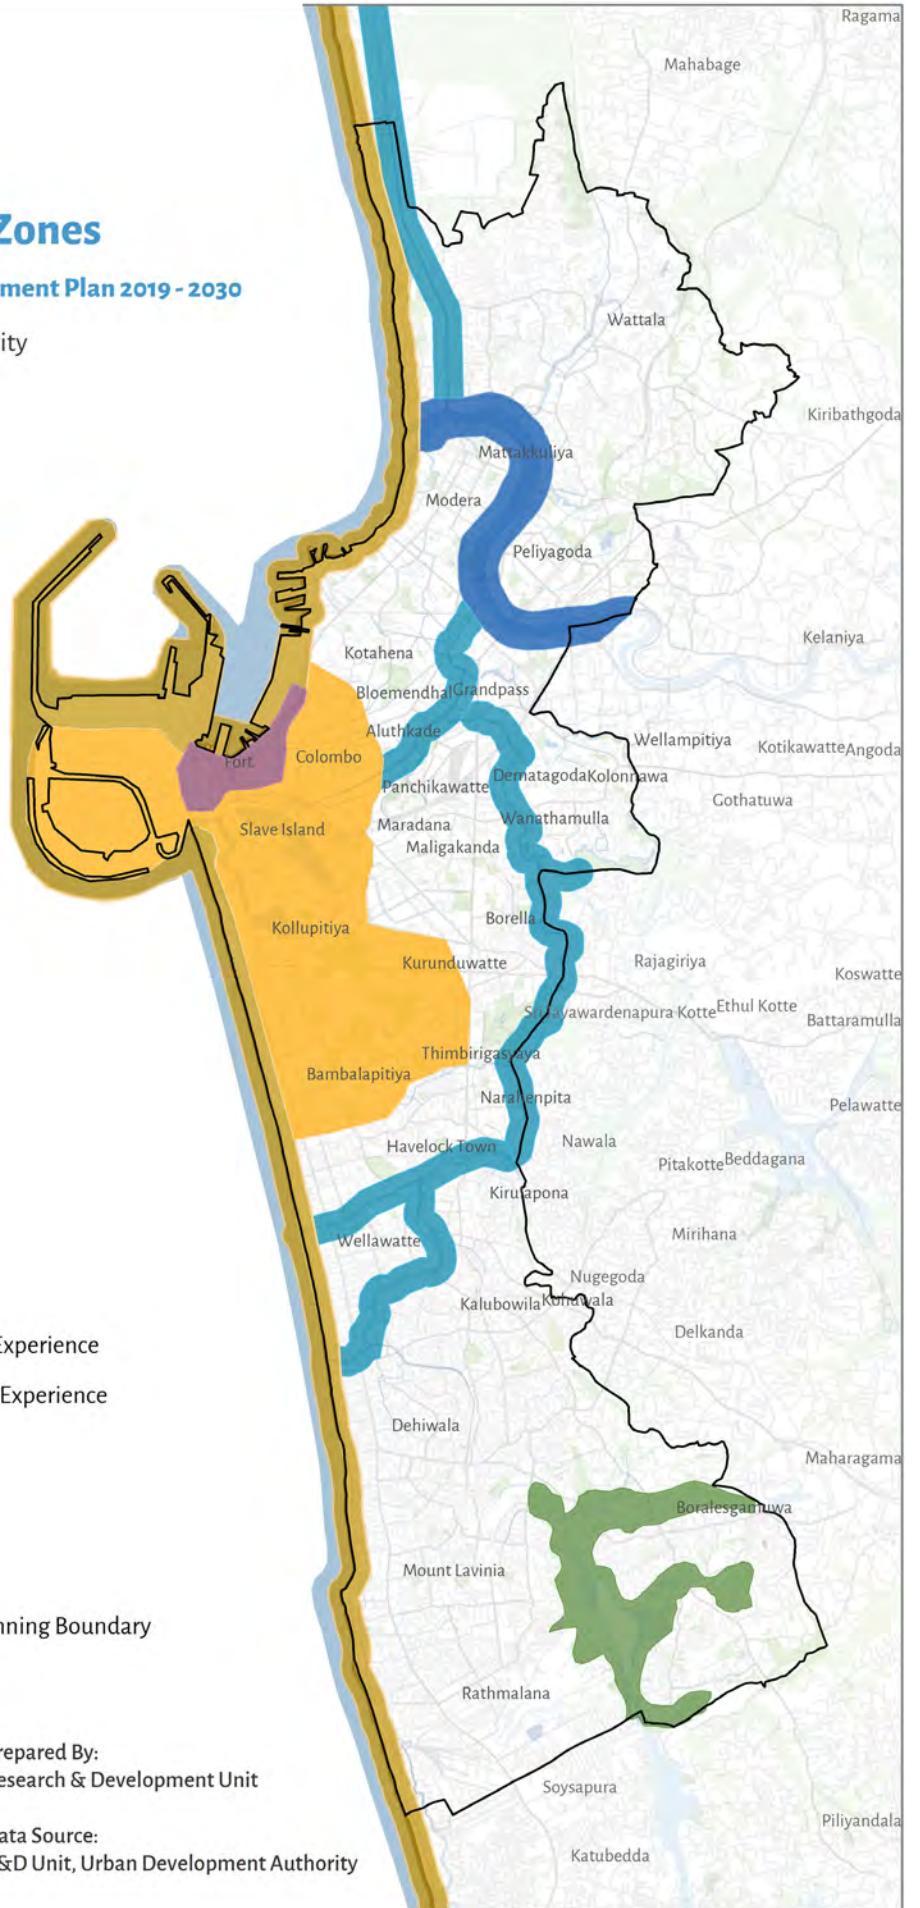 Ragama
Mahabage
Zones
ment Plan 2019 - 2030
ity
Wattala
Kiribathgoda
Mattakkuliya
Modera
Peliyagoda
Kelaniya
Kotahena
Bloemendhal
Grandpass
Aluthkade
Wellampitiya
Kotikawatte
Angoda
Fort
Colombo
Panchikawatte
Dematagoda
Kolonnawa
Gothatuwa
Slave Island
Maradana
Wanathamulla
Maligakanda
Kollupitiya
Borella
Kurunduwatte
Rajagiriya
Koswatte
Sri Jayawardenapura Kotte
Ethul Kotte
Battaramulla
Thimbirigasyaya
Bambalapitiya
Narahenpita
Pelawatte
Havelock Town
Nawala
Pitakotte
Beddagana
Kirulapona
Wellawatte
Mirihana
Nugegoda
Kalubowila
Kohuwala
Delkanda
Experience
Experience
Dehiwala
Maharagama
Boralesgamuwa
Mount Lavinia
nning Boundary
Rathmalana
repared By:
esearch & Development Unit
Soysapura
Piliyandala
ata Source:
&D Unit, Urban Development Authority
Katubedda